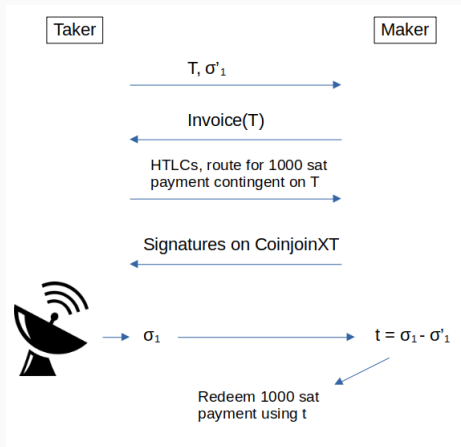 Taker
Maker
T, σ'₁
Invoice(T)
HTLCs, route for 1000 sat
payment contingent on T
Signatures on CoinjoinXT
σ₁
t = σ₁ - σ'₁
Redeem 1000 sat
payment using t